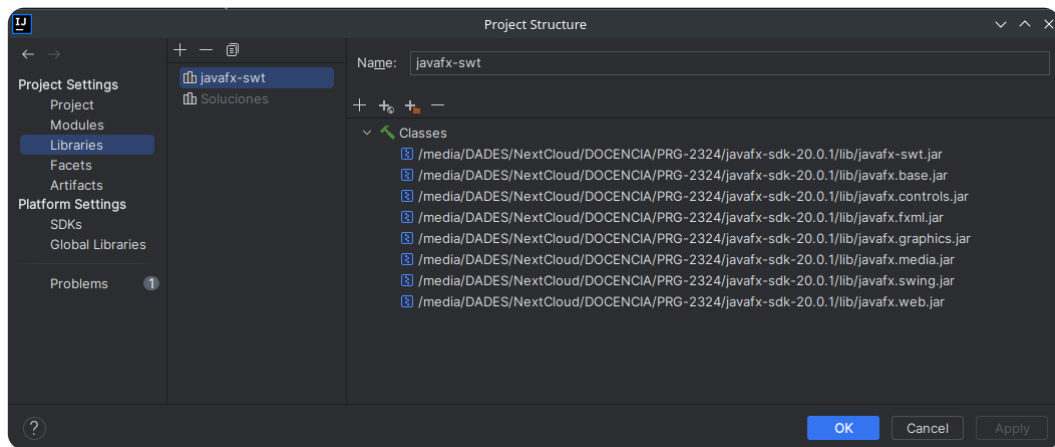 IJ
Project Structure
Project Settings
Project
Modules
Libraries
Facets
Artifacts
Platform Settings
SDKs
Global Libraries
Problems 1
javafx-swt
Soluciones
Name: javafx-swt
Classes
/media/DADES/NextCloud/DOCENCIA/PRG-2324/javafx-sdk-20.0.1/lib/javafx-swt.jar
/media/DADES/NextCloud/DOCENCIA/PRG-2324/javafx-sdk-20.0.1/lib/javafx.base.jar
/media/DADES/NextCloud/DOCENCIA/PRG-2324/javafx-sdk-20.0.1/lib/javafx.controls.jar
/media/DADES/NextCloud/DOCENCIA/PRG-2324/javafx-sdk-20.0.1/lib/javafx.fxml.jar
/media/DADES/NextCloud/DOCENCIA/PRG-2324/javafx-sdk-20.0.1/lib/javafx.graphics.jar
/media/DADES/NextCloud/DOCENCIA/PRG-2324/javafx-sdk-20.0.1/lib/javafx.media.jar
/media/DADES/NextCloud/DOCENCIA/PRG-2324/javafx-sdk-20.0.1/lib/javafx.swing.jar
/media/DADES/NextCloud/DOCENCIA/PRG-2324/javafx-sdk-20.0.1/lib/javafx.web.jar
?
OK Cancel Apply